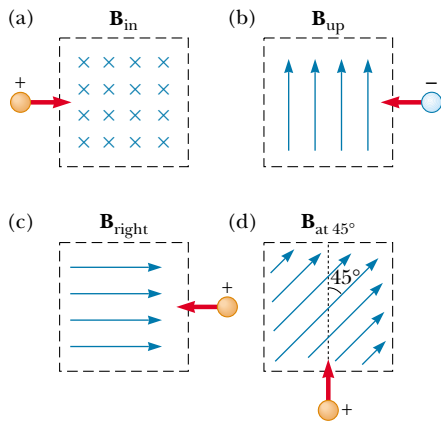 (a) B_in
+
× × × ×
× × × ×
× × × ×
× × × ×
(b) B_up
−
(c) B_right
+
(d) B_at 45°
45°
+